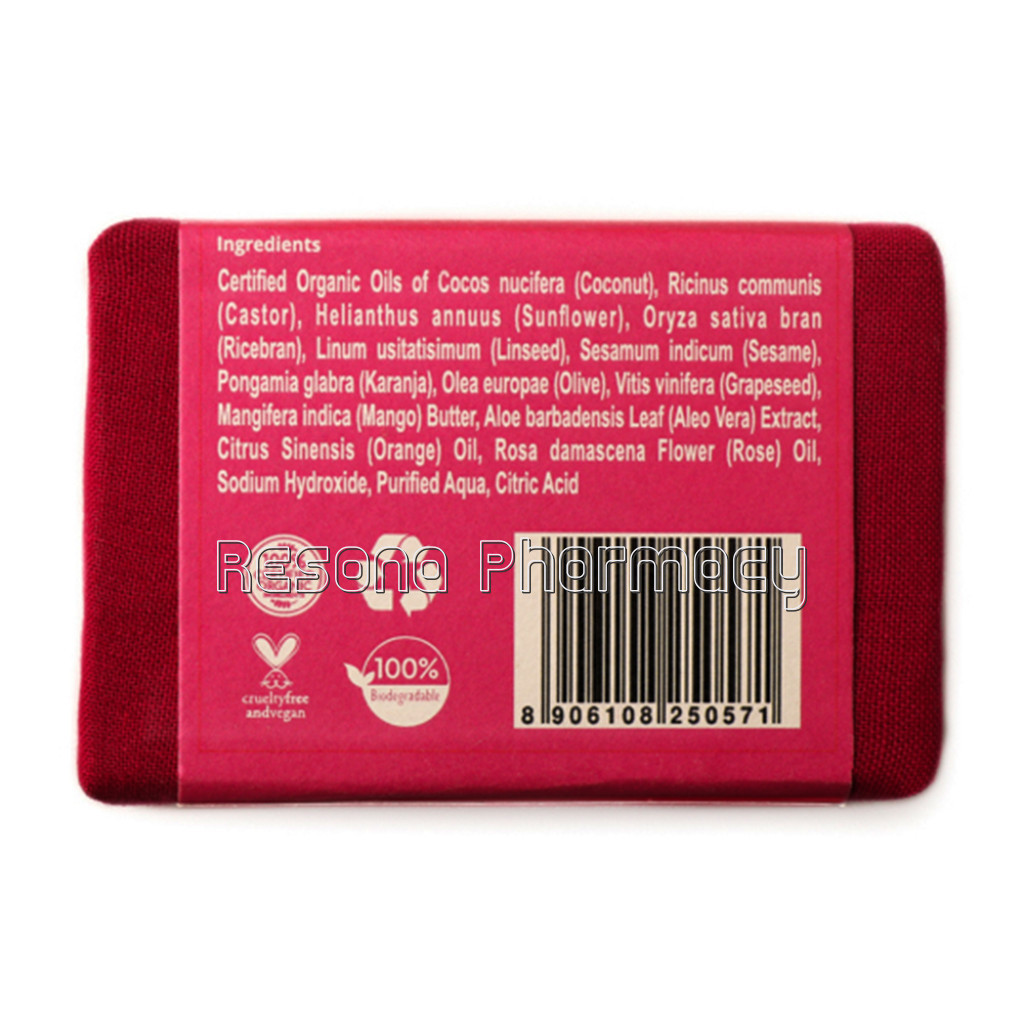 Ingredients
Certified Organic Oils of Cocos nucifera (Coconut), Ricinus communis
(Castor), Helianthus annuus (Sunflower), Oryza sativa bran
(Ricebran), Linum usitatisimum (Linseed), Sesamum indicum (Sesame),
Pongamia glabra (Karanja), Olea europae (Olive), Vitis vinifera (Grapeseed),
Mangifera indica (Mango) Butter, Aloe barbadensis Leaf (Aleo Vera) Extract,
Citrus Sinensis (Orange) Oil, Rosa damascena Flower (Rose) Oil,
Sodium Hydroxide, Purified Aqua, Citric Acid
Resona Pharmacy
100%
ORGANIC
crueltyfree
andvegan
100%
Biodegradable
8 906108 250571